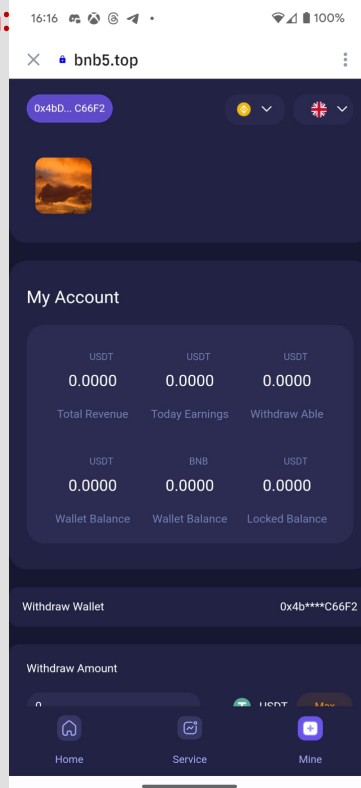 16:16 100%
bnb5.top
0x4bD... C66F2
My Account
USDT USDT USDT
0.0000 0.0000 0.0000
Total Revenue Today Earnings Withdraw Able
USDT BNB USDT
0.0000 0.0000 0.0000
Wallet Balance Wallet Balance Locked Balance
Withdraw Wallet 0x4b****C66F2
Withdraw Amount
0 USDT Max
Home Service Mine